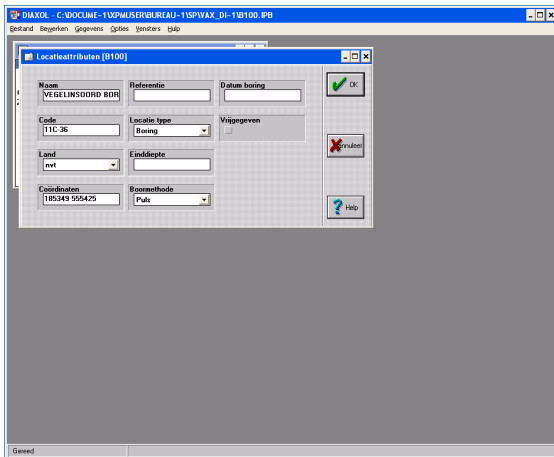 DIAXOL - C:\DOCUME~1\XPMUSER\BUREAU~1\SP\WAX_DI~1\B100.IPB
Bestand Bewerken Gegevens Opties Vensters Hulp
Locatieattributen [B100]
Naam Referentie Datum boring
VEGELINSOORD BOR
OK
Code Locatie type Vrijgegeven
11C-36 Boring
Annuleer
Land Einddiepte
nvt
Coördinaten Boormethode
185349 555425 Puls
Help
Gereed